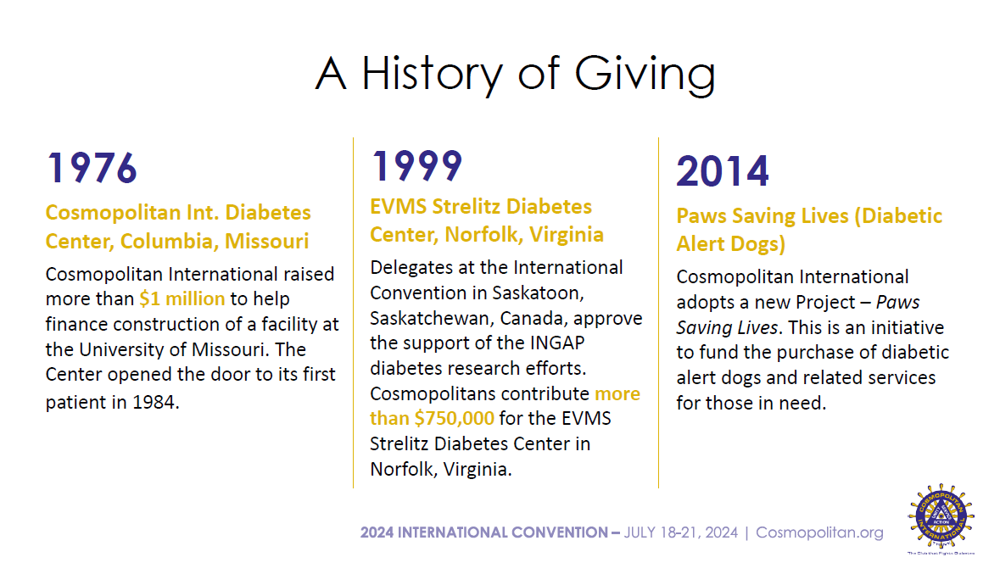 A History of Giving
1976
Cosmopolitan Int. Diabetes
Center, Columbia, Missouri
Cosmopolitan International raised
more than $1 million to help
finance construction of a facility at
the University of Missouri. The
Center opened the door to its first
patient in 1984.
1999
EVMS Strelitz Diabetes
Center, Norfolk, Virginia
Delegates at the International
Convention in Saskatoon,
Saskatchewan, Canada, approve
the support of the INGAP
diabetes research efforts.
Cosmopolitans contribute more
than $750,000 for the EVMS
Strelitz Diabetes Center in
Norfolk, Virginia.
2014
Paws Saving Lives (Diabetic
Alert Dogs)
Cosmopolitan International
adopts a new Project – Paws
Saving Lives. This is an initiative
to fund the purchase of diabetic
alert dogs and related services
for those in need.
2024 INTERNATIONAL CONVENTION – JULY 18-21, 2024 | Cosmopolitan.org
COSMOPOLITAN
INTERNATIONAL
UNITY
SERVICE
ACTION
The Club that Fights Diabetes